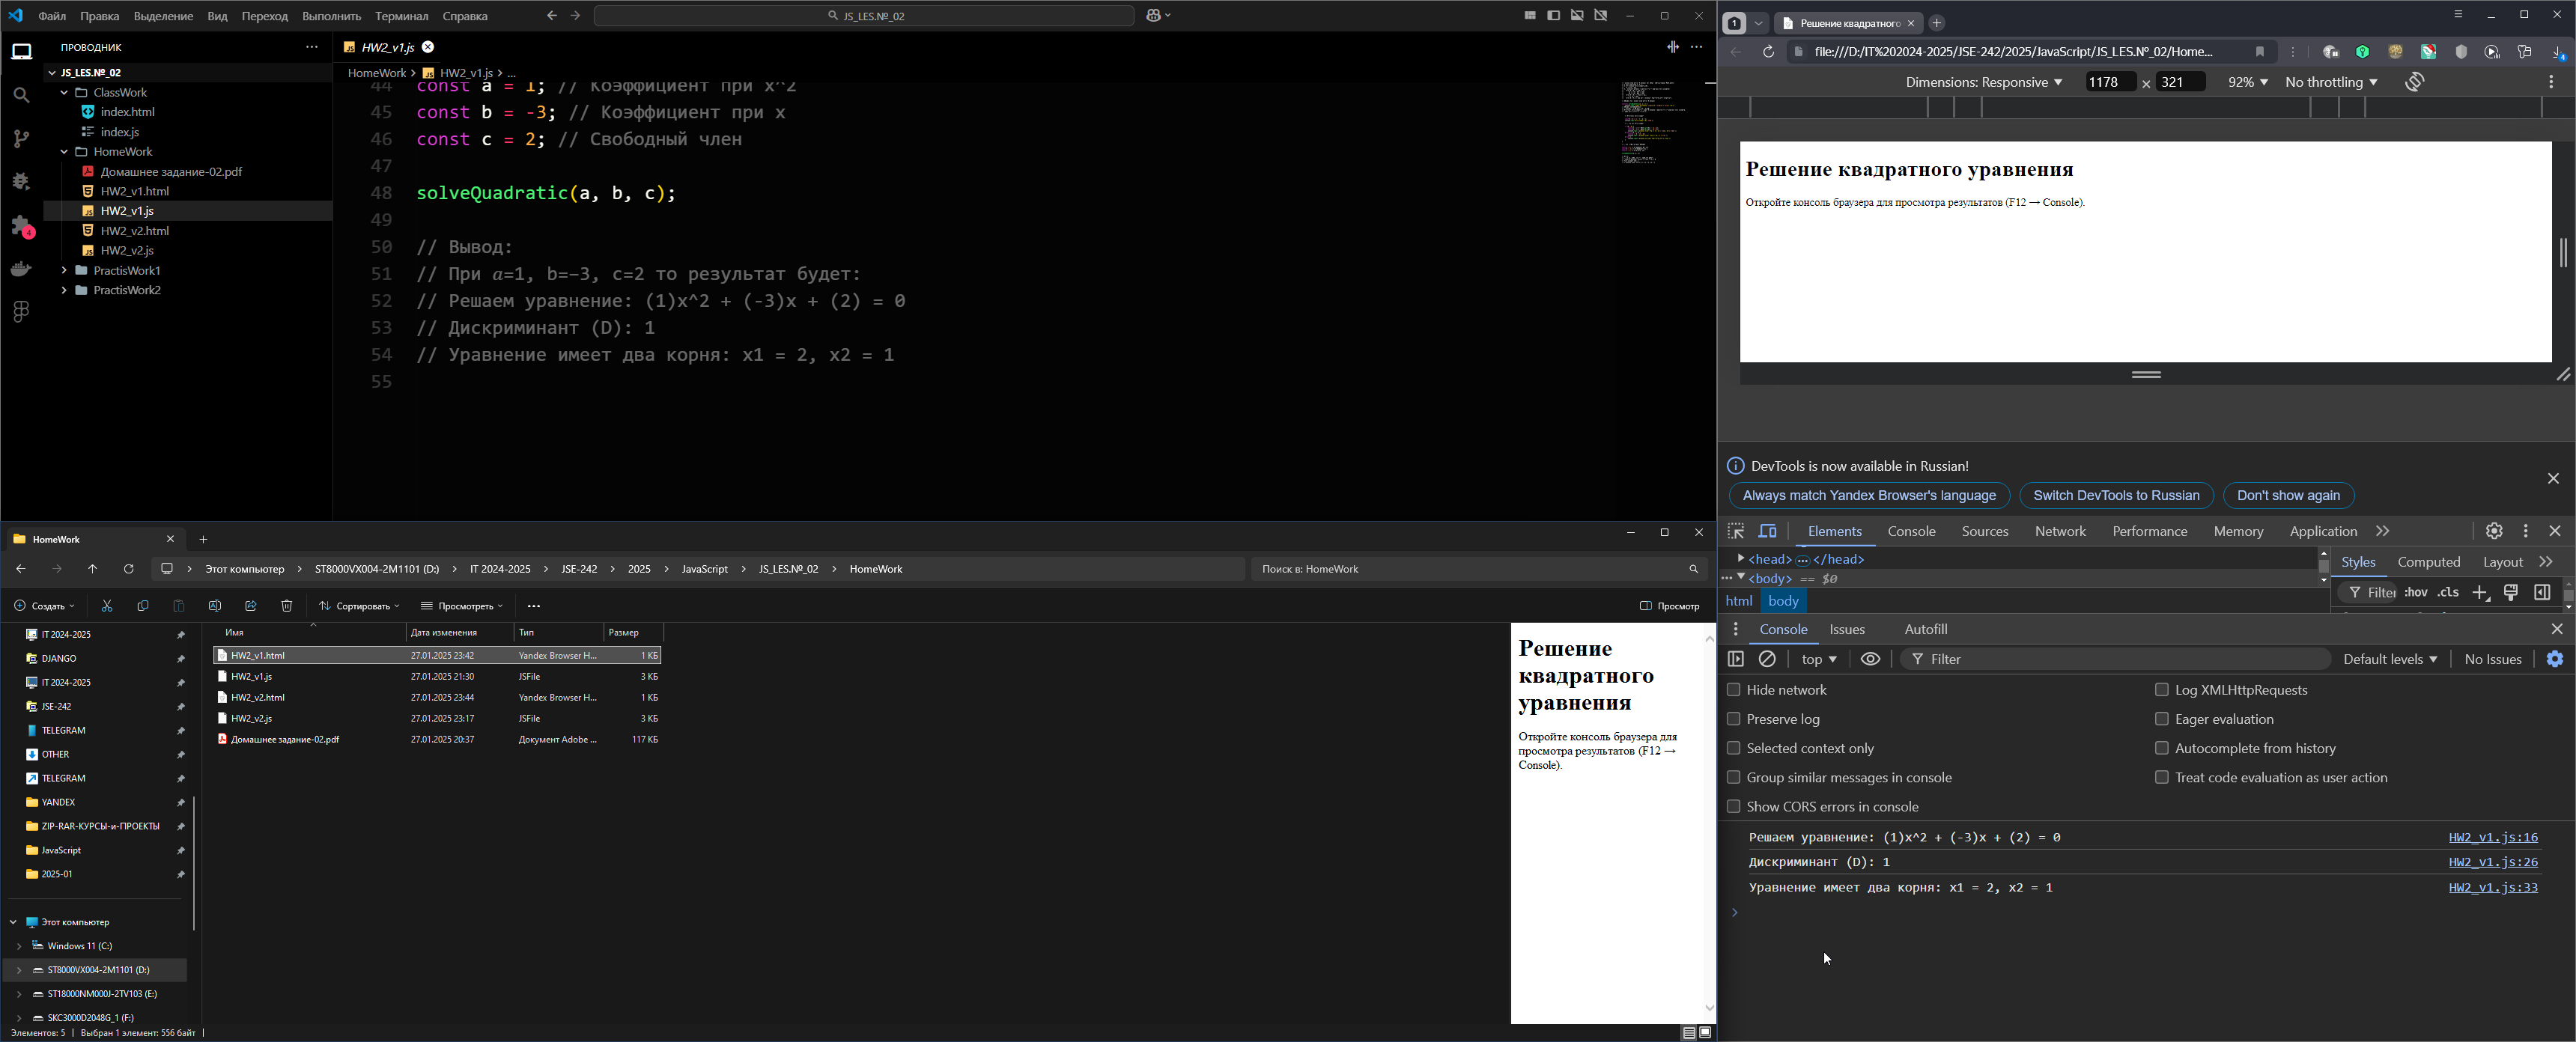 Файл Правка Выделение Вид Переход Выполнить Терминал Справка
JS_LES.№_02
ПРОВОДНИК
JS_LES.№_02
ClassWork
index.html
index.js
HomeWork
Домашнее задание-02.pdf
HW2_v1.html
HW2_v1.js
HW2_v2.html
HW2_v2.js
PractisWork1
PractisWork2
4
HW2_v1.js
HomeWork > HW2_v1.js > ...
44 const a = 1; // Коэффициент при x^2
45 const b = -3; // Коэффициент при x
46 const c = 2; // Свободный член
47
48 solveQuadratic(a, b, c);
49
50 // Вывод:
51 // При 𝑎=1, b=−3, c=2 то результат будет:
52 // Решаем уравнение: (1)x^2 + (-3)x + (2) = 0
53 // Дискриминант (D): 1
54 // Уравнение имеет два корня: x1 = 2, x2 = 1
55
HomeWork
Этот компьютер > ST8000VX004-2M1101 (D:) > IT 2024-2025 > JSE-242 > 2025 > JavaScript > JS_LES.№_02 > HomeWork
Поиск в: HomeWork
Создать
Сортировать
Просмотреть
Просмотр
IT 2024-2025
DJANGO
IT 2024-2025
JSE-242
TELEGRAM
OTHER
TELEGRAM
YANDEX
ZIP-RAR-КУРСЫ-и-ПРОЕКТЫ
JavaScript
2025-01
Этот компьютер
Windows 11 (C:)
ST8000VX004-2M1101 (D:)
ST18000NM000J-2TV103 (E:)
SKC3000D2048G_1 (F:)
Имя Дата изменения Тип Размер
HW2_v1.html 27.01.2025 23:42 Yandex Browser H... 1 КБ
HW2_v1.js 27.01.2025 21:30 JSFile 3 КБ
HW2_v2.html 27.01.2025 23:44 Yandex Browser H... 1 КБ
HW2_v2.js 27.01.2025 23:17 JSFile 3 КБ
Домашнее задание-02.pdf 27.01.2025 20:37 Документ Adobe ... 117 КБ
Решение
квадратного
уравнения
Откройте консоль браузера для
просмотра результатов (F12 →
Console).
Элементов: 5 | Выбран 1 элемент: 556 байт |
1
Решение квадратного
file:///D:/IT%202024-2025/JSE-242/2025/JavaScript/JS_LES.№_02/Home...
4
Dimensions: Responsive 1178 × 321 92% No throttling
Решение квадратного уравнения
Откройте консоль браузера для просмотра результатов (F12 → Console).
DevTools is now available in Russian!
Always match Yandex Browser's language
Switch DevTools to Russian
Don't show again
Elements Console Sources Network Performance Memory Application
<head> ... </head>
<body> == $0
html body
Styles Computed Layout
Filter :hov .cls
Console Issues Autofill
top
Filter
Default levels
No Issues
Hide network
Log XMLHttpRequests
Preserve log
Eager evaluation
Selected context only
Autocomplete from history
Group similar messages in console
Treat code evaluation as user action
Show CORS errors in console
Решаем уравнение: (1)x^2 + (-3)x + (2) = 0 HW2_v1.js:16
Дискриминант (D): 1 HW2_v1.js:26
Уравнение имеет два корня: x1 = 2, x2 = 1 HW2_v1.js:33